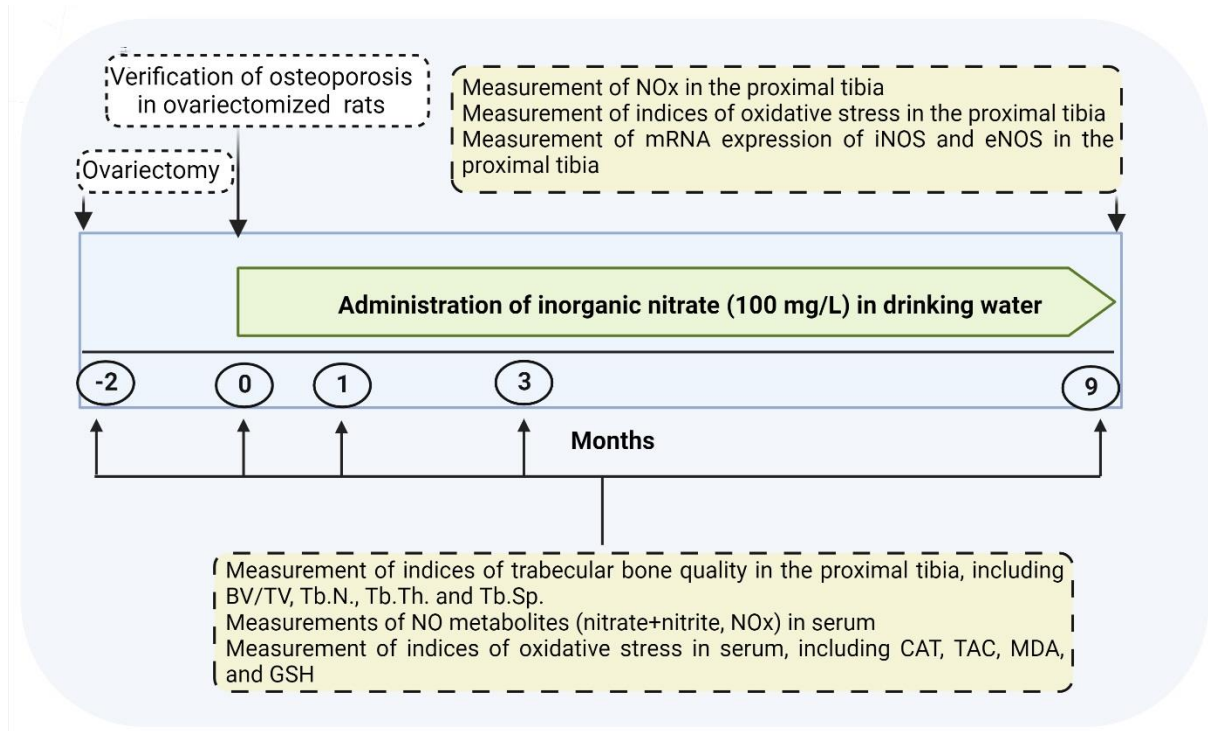 Verification of osteoporosis
in ovariectomized rats
Measurement of NOx in the proximal tibia
Measurement of indices of oxidative stress in the proximal tibia
Measurement of mRNA expression of iNOS and eNOS in the
proximal tibia
Ovariectomy
Administration of inorganic nitrate (100 mg/L) in drinking water
-2
0
1
3
9
Months
Measurement of indices of trabecular bone quality in the proximal tibia, including
BV/TV, Tb.N., Tb.Th. and Tb.Sp.
Measurements of NO metabolites (nitrate+nitrite, NOx) in serum
Measurement of indices of oxidative stress in serum, including CAT, TAC, MDA,
and GSH